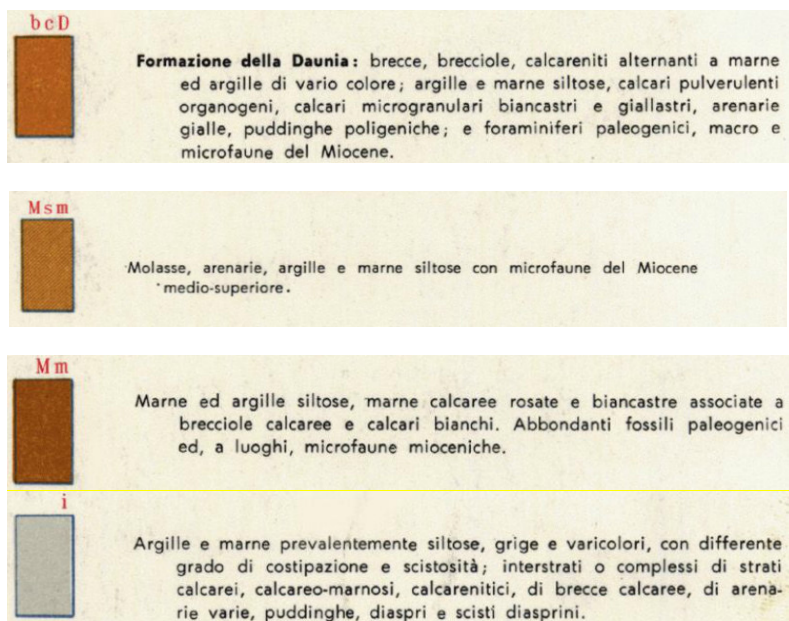 bcD
Formazione della Daunia: brecce, brecciole, calcareniti alternanti a marne
ed argille di vario colore; argille e marne siltose, calcari pulverulenti
organogeni, calcari microgranulari biancastri e giallastri, arenarie
gialle, puddinghe poligeniche; e foraminiferi paleogenici, macro e
microfaune del Miocene.
Msm
Molasse, arenarie, argille e marne siltose con microfaune del Miocene
medio-superiore.
Mm
Marne ed argille siltose, marne calcaree rosate e biancastre associate a
brecciole calcaree e calcari bianchi. Abbondanti fossili paleogenici
ed, a luoghi, microfaune mioceniche.
i
Argille e marne prevalentemente siltose, grige e varicolori, con differente
grado di costipazione e scistosità; interstrati o complessi di strati
calcarei, calcareo-marnosi, calcarenitici, di brecce calcaree, di arena-
rie varie, puddinghe, diaspri e scisti diasprini.